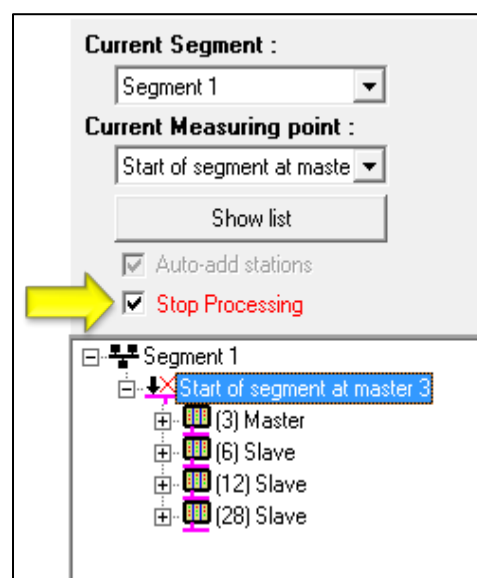 Current Segment :
Segment 1
Current Measuring point :
Start of segment at maste
Show list
Auto-add stations
Stop Processing
Segment 1
Start of segment at master 3
(3) Master
(6) Slave
(12) Slave
(28) Slave